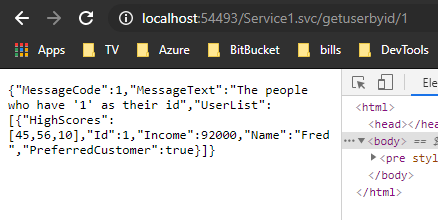 localhost:54493/Service1.svc/getuserbyid/1
Apps TV Azure BitBucket bills DevTools
{"MessageCode":1,"MessageText":"The people
who have '1' as their id","UserList":
[{"HighScores":
[45,56,10],"Id":1,"Income":92000,"Name":"Fred
","PreferredCustomer":true}]}
Ele
<html>
<head></he
<body> ==
<pre styl
</body>
</html>